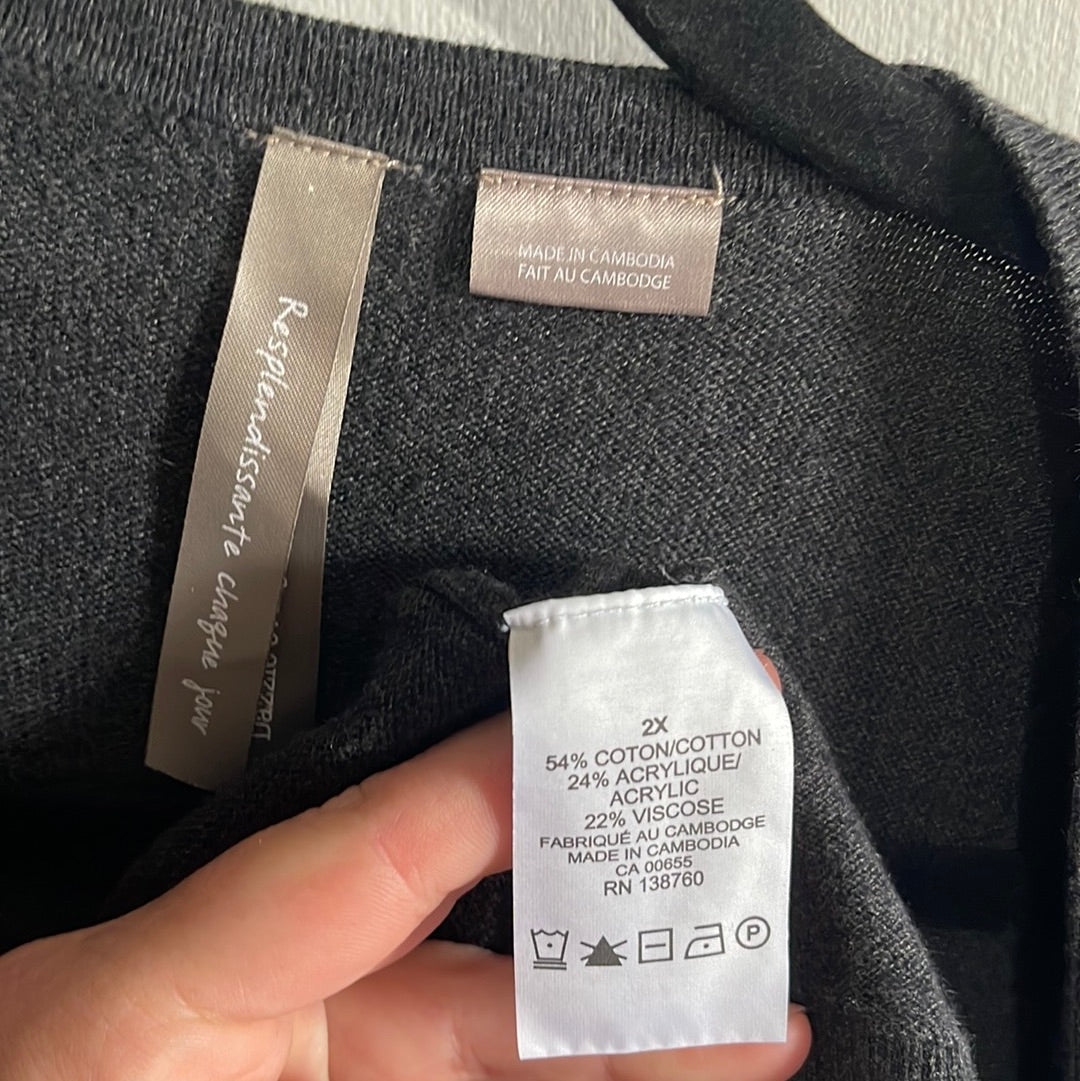 Resplendissante chaque jour
MADE IN CAMBODIA
FAIT AU CAMBODGE
2X
54% COTON/COTTON
24% ACRYLIQUE/
ACRYLIC
22% VISCOSE
FABRIQUÉ AU CAMBODGE
MADE IN CAMBODIA
CA 00655
RN 138760
P